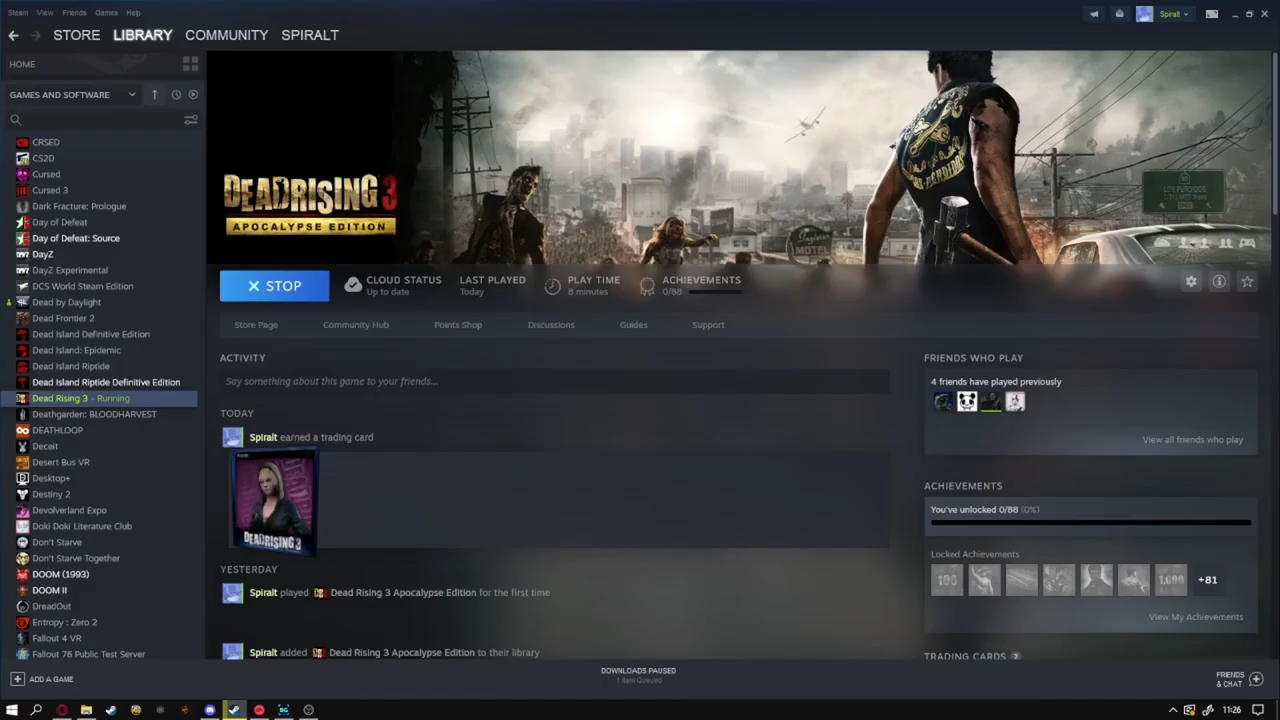 Steam View Friends Games Help
Spiralt
STORE LIBRARY COMMUNITY SPIRALT
HOME
GAMES AND SOFTWARE
CRSED
CS2D
Cursed
Cursed 3
Dark Fracture: Prologue
Day of Defeat
Day of Defeat: Source
DayZ
DayZ Experimental
DCS World Steam Edition
Dead by Daylight
Dead Frontier 2
Dead Island Definitive Edition
Dead Island: Epidemic
Dead Island Riptide
Dead Island Riptide Definitive Edition
Dead Rising 3 - Running
Deathgarden: BLOODHARVEST
DEATHLOOP
Deceit
Desert Bus VR
Desktop+
Destiny 2
Devolverland Expo
Doki Doki Literature Club
Don't Starve
Don't Starve Together
DOOM (1993)
DOOM II
DreadOut
Entropy : Zero 2
Fallout 4 VR
Fallout 76 Public Test Server
ADD A GAME
DEADRISING 3
APOCALYPSE EDITION
MOTEL
LOS PERDIDOS
STOP
CLOUD STATUS
Up to date
LAST PLAYED
Today
PLAY TIME
8 minutes
ACHIEVEMENTS
0/88
Store Page Community Hub Points Shop Discussions Guides Support
ACTIVITY
Say something about this game to your friends...
TODAY
Spiralt earned a trading card
DEADRISING 3
YESTERDAY
Spiralt played Dead Rising 3 Apocalypse Edition for the first time
Spiralt added Dead Rising 3 Apocalypse Edition to their library
FRIENDS WHO PLAY
4 friends have played previously
View all friends who play
ACHIEVEMENTS
You've unlocked 0/88 (0%)
Locked Achievements
100
1,000
+81
View My Achievements
TRADING CARDS
DOWNLOADS PAUSED
1 Item Queued
FRIENDS
& CHAT
11:26